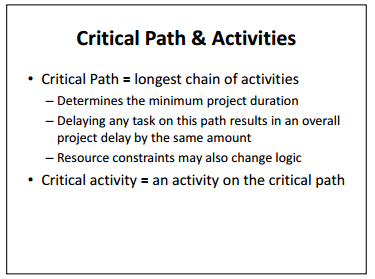 Critical Path & Activities
• Critical Path = longest chain of activities
– Determines the minimum project duration
– Delaying any task on this path results in an overall
project delay by the same amount
– Resource constraints may also change logic
• Critical activity = an activity on the critical path